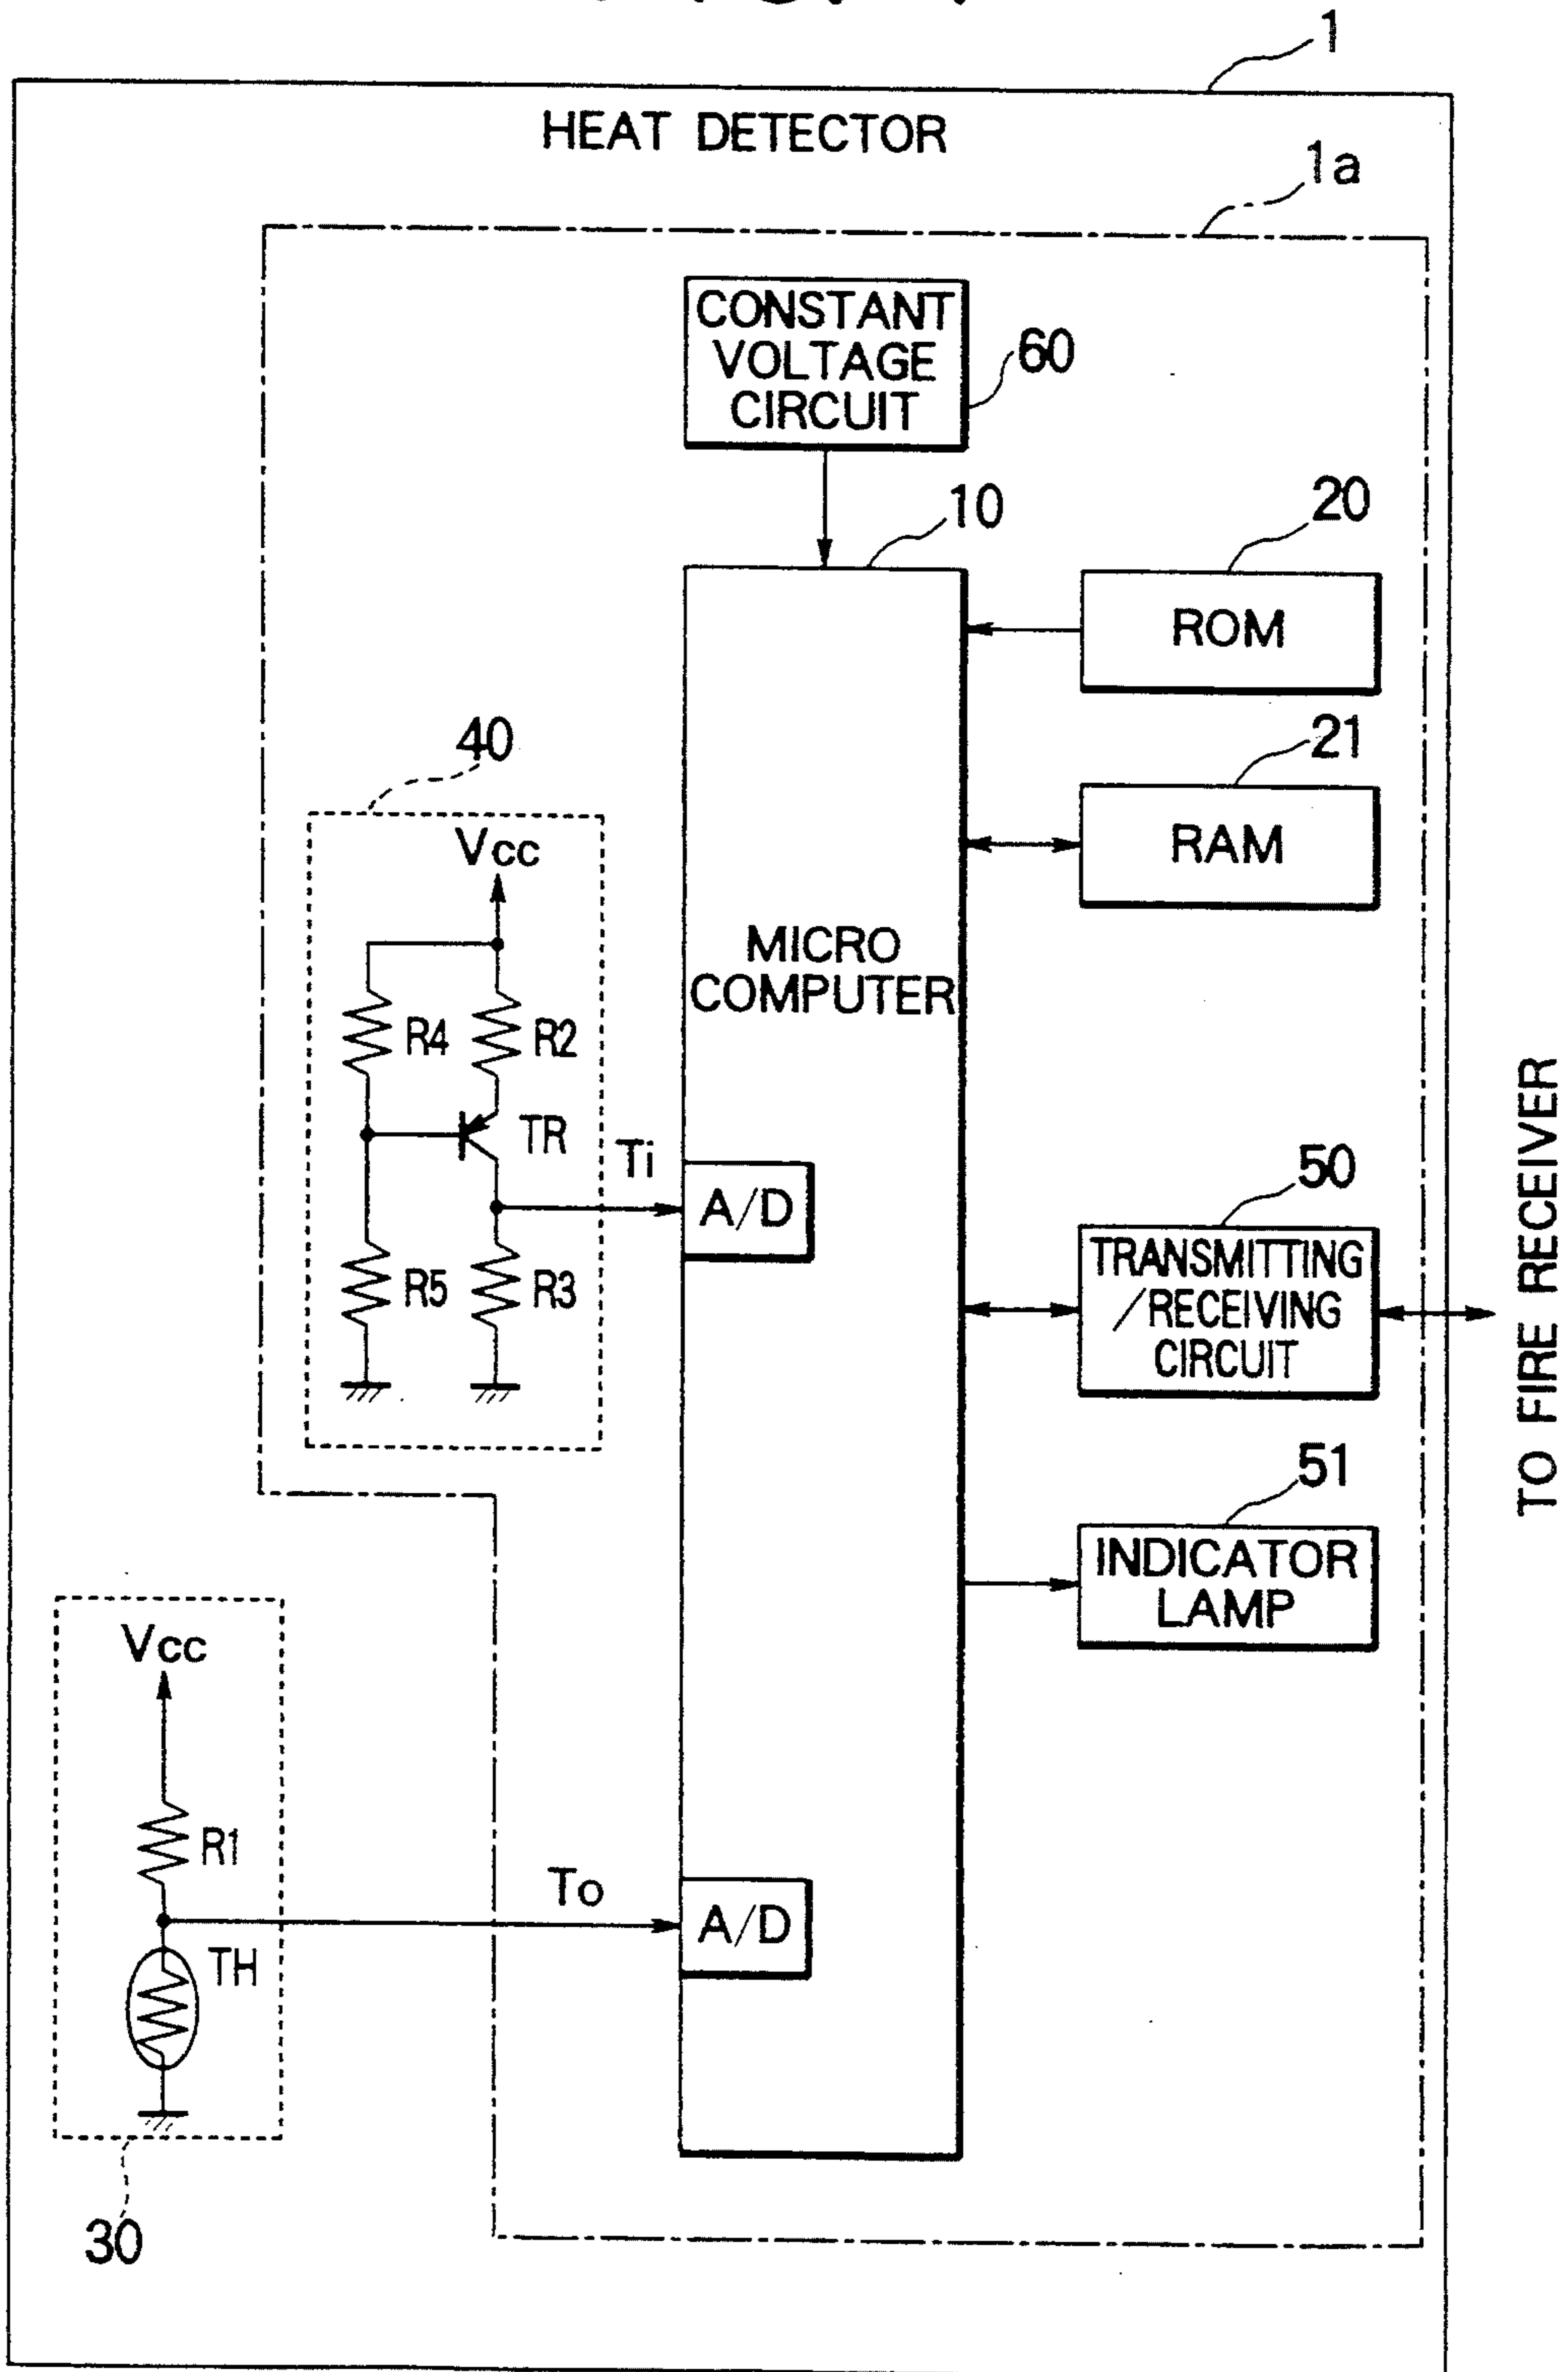 1
HEAT DETECTOR
1a
CONSTANT
VOLTAGE
CIRCUIT
60
10
20
ROM
40
21
Vcc
RAM
MICRO
COMPUTER
R4
R2
TR
Ti
A/D
50
TRANSMITTING
/RECEIVING
CIRCUIT
TO FIRE RECEIVER
R5
R3
51
INDICATOR
LAMP
Vcc
R1
To
A/D
TH
30